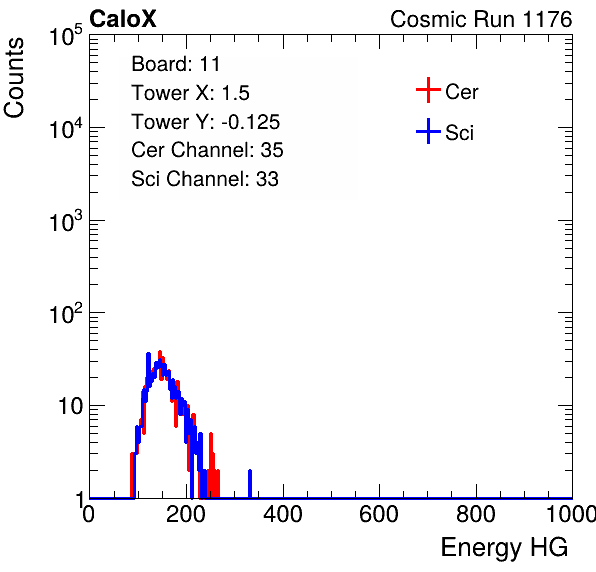 CaloX Cosmic Run 1176
Counts
10^5
10^4
10^3
10^2
10
1
Board: 11
Tower X: 1.5
Tower Y: -0.125
Cer Channel: 35
Sci Channel: 33
Cer
Sci
0 200 400 600 800 1000
Energy HG